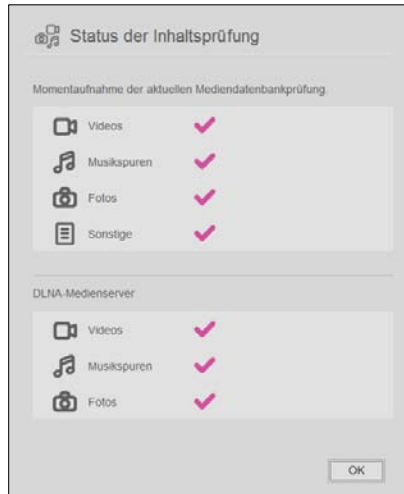 Status der Inhaltsprüfung
Momentaufnahme der aktuellen Mediendatenbankprüfung.
Videos
Musikspuren
Fotos
Sonstige
DLNA-Medienserver
Videos
Musikspuren
Fotos
OK